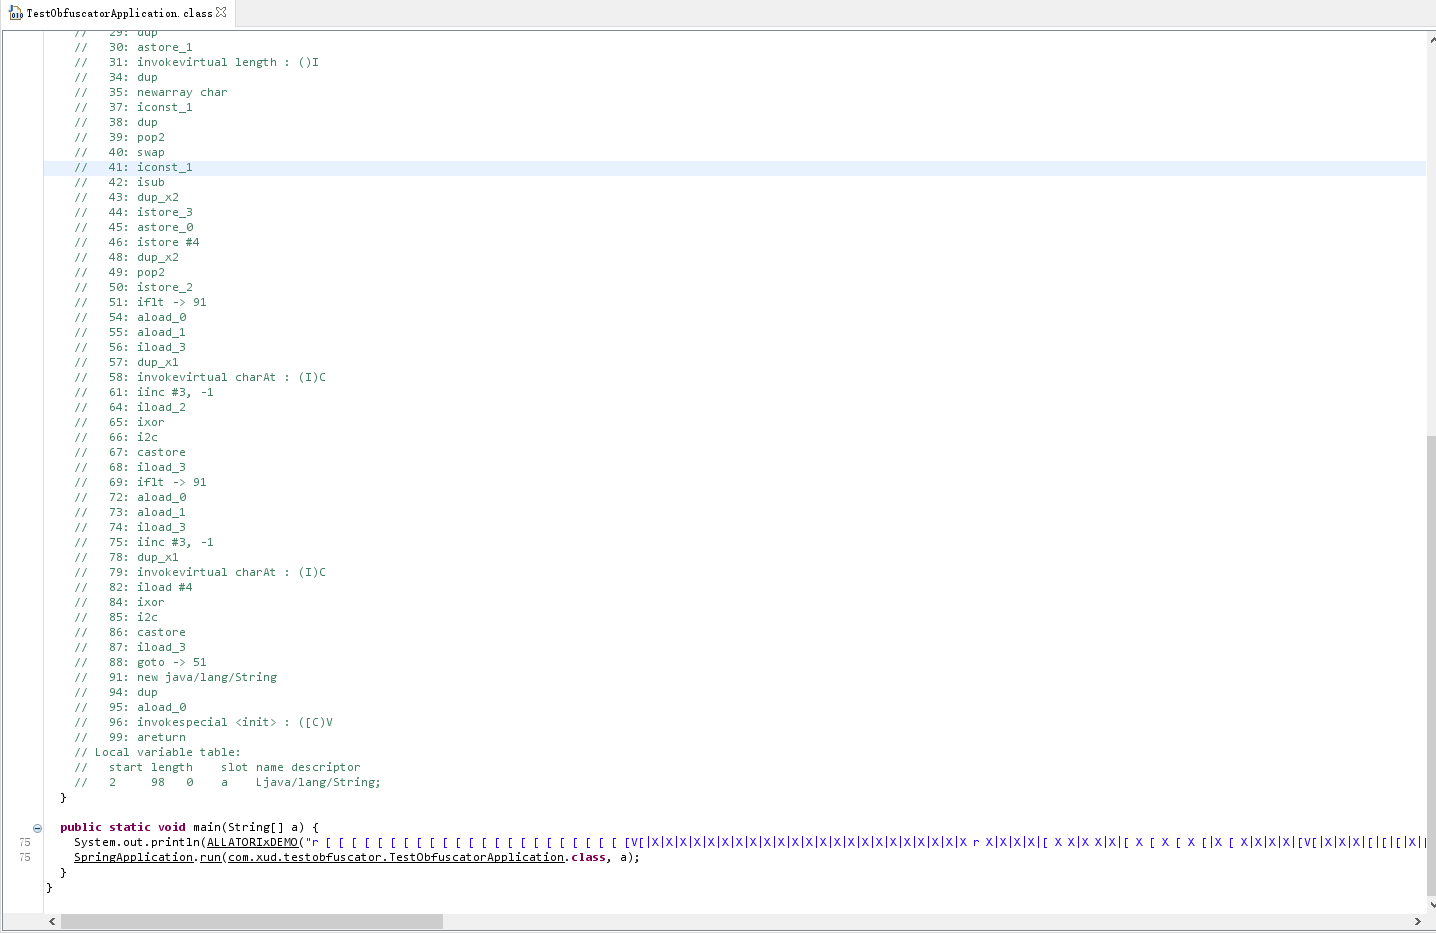 TestObfuscatorApplication.class
// 29: dup
// 30: astore_1
// 31: invokevirtual length : ()I
// 34: dup
// 35: newarray char
// 37: iconst_1
// 38: dup
// 39: pop2
// 40: swap
// 41: iconst_1
// 42: isub
// 43: dup_x2
// 44: istore_3
// 45: astore_0
// 46: istore #4
// 48: dup_x2
// 49: pop2
// 50: istore_2
// 51: iflt -> 91
// 54: aload_0
// 55: aload_1
// 56: iload_3
// 57: dup_x1
// 58: invokevirtual charAt : (I)C
// 61: iinc #3, -1
// 64: iload_2
// 65: ixor
// 66: i2c
// 67: castore
// 68: iload_3
// 69: iflt -> 91
// 72: aload_0
// 73: aload_1
// 74: iload_3
// 75: iinc #3, -1
// 78: dup_x1
// 79: invokevirtual charAt : (I)C
// 82: iload #4
// 84: ixor
// 85: i2c
// 86: castore
// 87: iload_3
// 88: goto -> 51
// 91: new java/lang/String
// 94: dup
// 95: aload_0
// 96: invokespecial <init> : ([C)V
// 99: areturn
// Local variable table:
// start length slot name descriptor
// 2 98 0 a Ljava/lang/String;
}
public static void main(String[] a) {
75 System.out.println(ALLATORIxDEMO("
75 SpringApplication.run(com.xud.testobfuscator.TestObfuscatorApplication.class, a);
}
}